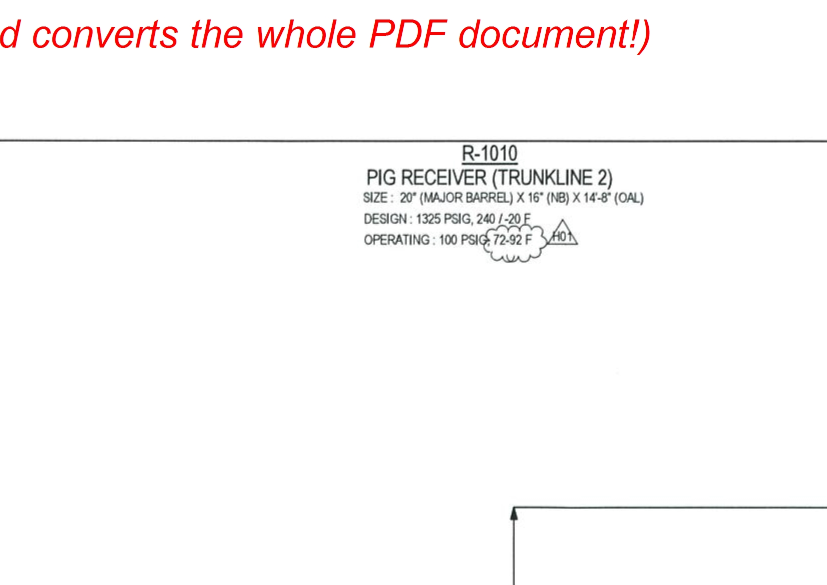 d converts the whole PDF document!)
R-1010
PIG RECEIVER (TRUNKLINE 2)
SIZE : 20" (MAJOR BARREL) X 16" (NB) X 14'-8" (OAL)
DESIGN : 1325 PSIG, 240 / -20 F
OPERATING : 100 PSIG, 72-92 F H01